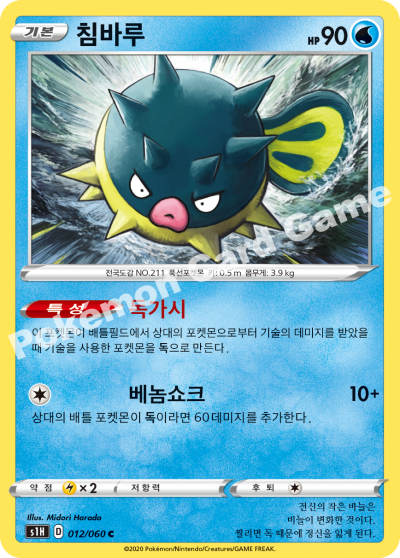 기본 침바루 HP 90
전국도감 NO.211 풍선포켓몬 키: 0.5 m 몸무게: 3.9 kg
Pokémon Card Game
특성 독가시
이 포켓몬이 배틀필드에서 상대의 포켓몬으로부터 기술의 데미지를 받았을
때 기술을 사용한 포켓몬을 독으로 만든다.
베놈쇼크 10+
상대의 배틀 포켓몬이 독이라면 60데미지를 추가한다.
약점 ×2 저항력 후퇴
Illus. Midori Harada
s1H D 012/060 C
전신의 작은 바늘은
비늘이 변화한 것이다.
찔리면 독 때문에 정신을 잃게 된다.
©2020 Pokémon/Nintendo/Creatures/GAME FREAK.